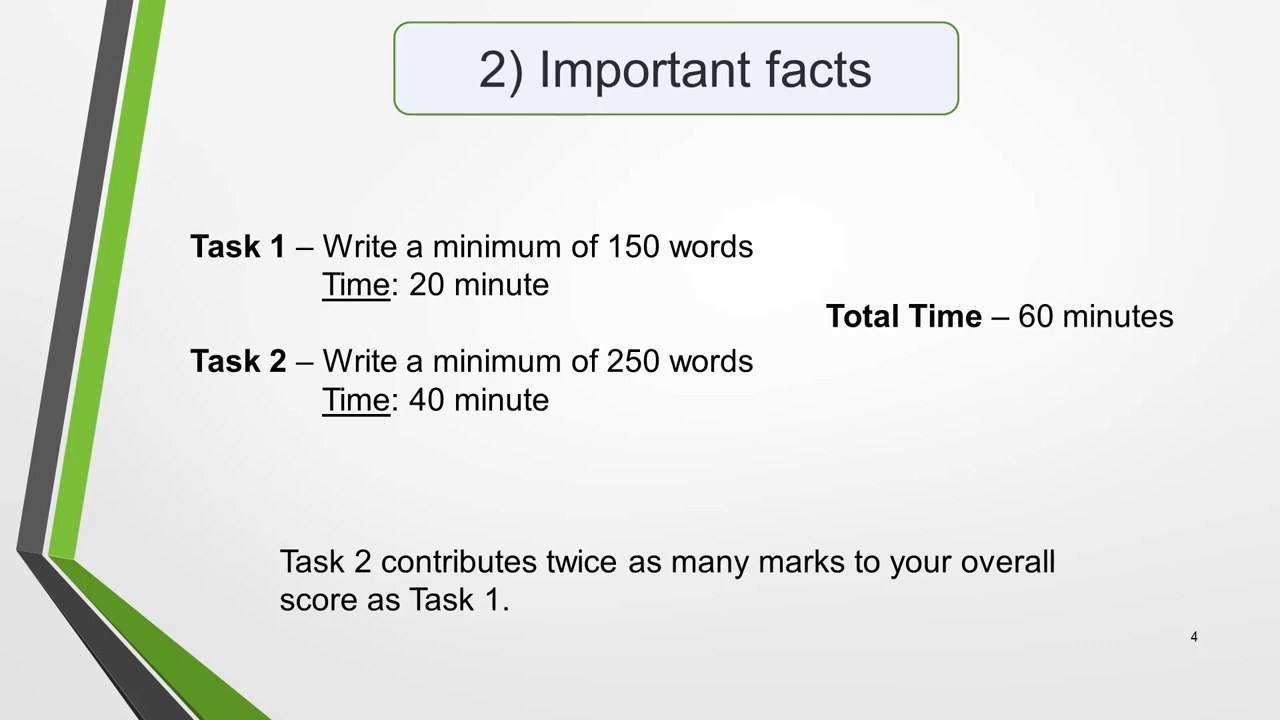 2) Important facts
Task 1 – Write a minimum of 150 words
Time: 20 minute
Total Time – 60 minutes
Task 2 – Write a minimum of 250 words
Time: 40 minute
Task 2 contributes twice as many marks to your overall
score as Task 1.
4